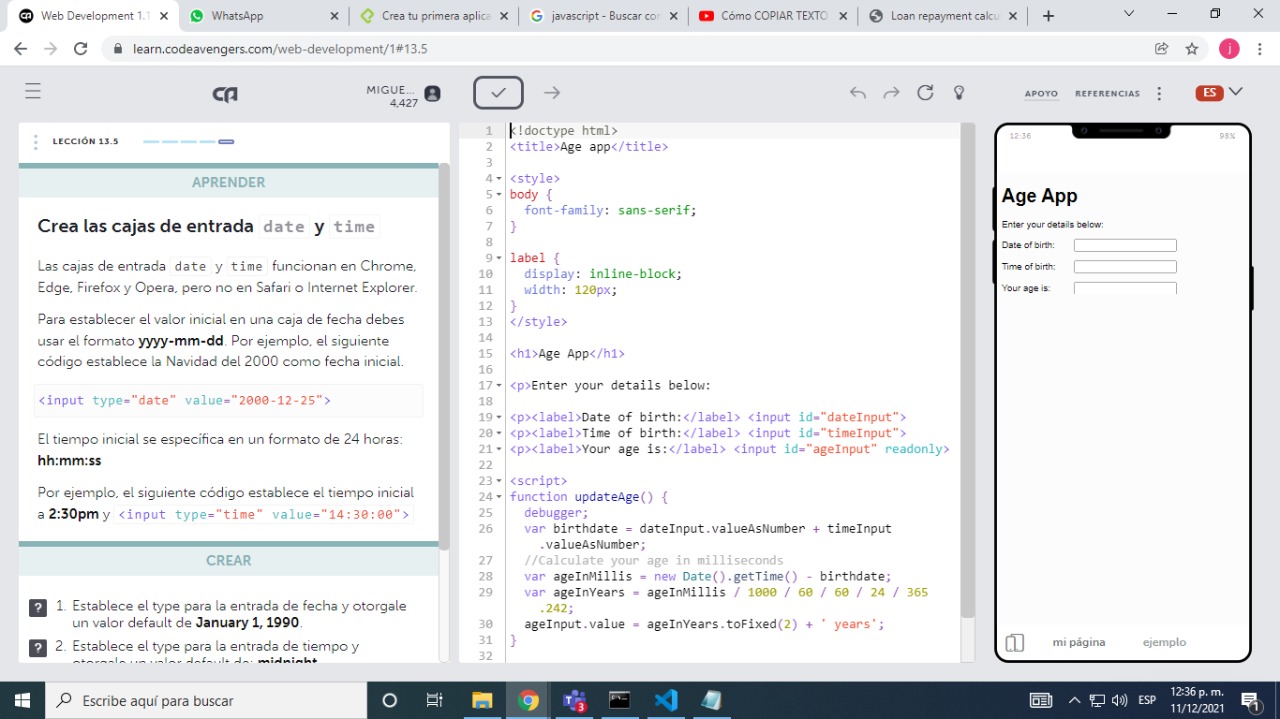 Web Development 1.1
WhatsApp
Crea tu primera aplica
javascript - Buscar con
Cómo COPIAR TEXTO
Loan repayment calcu
learn.codeavengers.com/web-development/1#13.5
j
MIGUE...
4,427
APOYO
REFERENCIAS
ES
LECCIÓN 13.5
APRENDER
Crea las cajas de entrada date y time
Las cajas de entrada date y time funcionan en Chrome,
Edge, Firefox y Opera, pero no en Safari o Internet Explorer.
Para establecer el valor inicial en una caja de fecha debes
usar el formato yyyy-mm-dd. Por ejemplo, el siguiente
código establece la Navidad del 2000 como fecha inicial.
<input type="date" value="2000-12-25">
El tiempo inicial se específica en un formato de 24 horas:
hh:mm:ss
Por ejemplo, el siguiente código establece el tiempo inicial
a 2:30pm y <input type="time" value="14:30:00">
CREAR
? 1. Establece el type para la entrada de fecha y otorgale
un valor default de January 1, 1990.
? 2. Establece el type para la entrada de tiempo y
otorgale un valor default de: midnight
1 <!doctype html>
2 <title>Age app</title>
3
4 <style>
5 body {
6 font-family: sans-serif;
7 }
8
9 label {
10 display: inline-block;
11 width: 120px;
12 }
13 </style>
14
15 <h1>Age App</h1>
16
17 <p>Enter your details below:
18
19 <p><label>Date of birth:</label> <input id="dateInput">
20 <p><label>Time of birth:</label> <input id="timeInput">
21 <p><label>Your age is:</label> <input id="ageInput" readonly>
22
23 <script>
24 function updateAge() {
25 debugger;
26 var birthdate = dateInput.valueAsNumber + timeInput
.valueAsNumber;
27 //Calculate your age in milliseconds
28 var ageInMillis = new Date().getTime() - birthdate;
29 var ageInYears = ageInMillis / 1000 / 60 / 60 / 24 / 365
.242;
30 ageInput.value = ageInYears.toFixed(2) + ' years';
31 }
32
12:36
98%
Age App
Enter your details below:
Date of birth:
Time of birth:
Your age is:
mi página
ejemplo
Escribe aquí para buscar
3
ESP
12:36 p. m.
11/12/2021
1